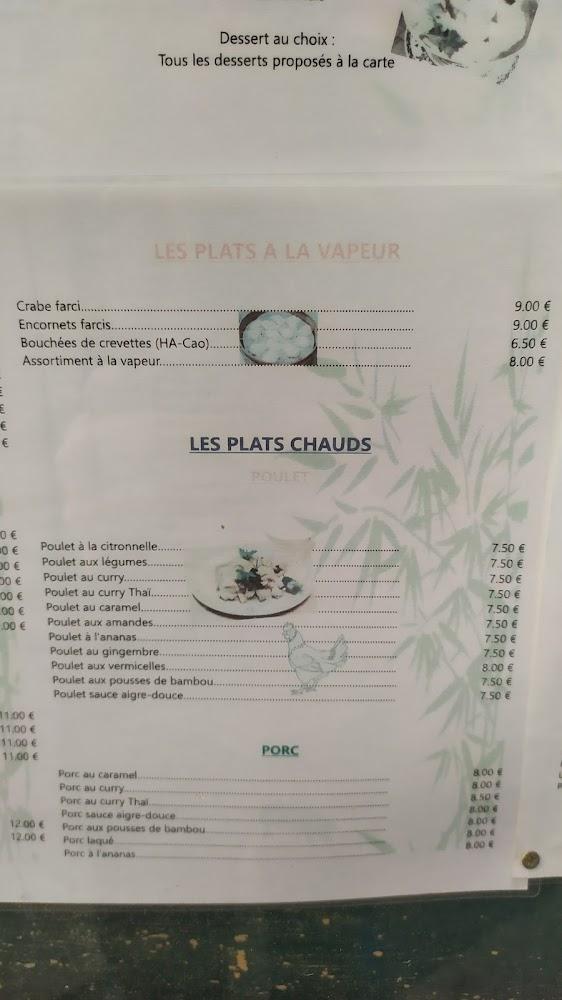 Dessert au choix :
Tous les desserts proposés à la carte
LES PLATS A LA VAPEUR
Crabe farci 9.00 €
Encornets farcis 9.00 €
Bouchées de crevettes (HA-Cao) 6.50 €
Assortiment à la vapeur 8.00 €
LES PLATS CHAUDS
POULET
Poulet à la citronnelle 7.50 €
Poulet aux légumes 7.50 €
Poulet au curry 7.50 €
Poulet au curry Thaï 7.50 €
Poulet au caramel 7.50 €
Poulet aux amandes 7.50 €
Poulet à l'ananas 7.50 €
Poulet au gingembre 7.50 €
Poulet aux vermicelles 8.00 €
Poulet aux pousses de bambou 7.50 €
Poulet sauce aigre-douce 7.50 €
PORC
Porc au caramel 8.00 €
Porc au curry 8.00 €
Porc au curry Thaï 8.50 €
Porc sauce aigre-douce 8.00 €
Porc aux pousses de bambou 8.00 €
Porc laqué 8.00 €
Porc à l'ananas 8.00 €
€
€
€
0 €
00 €
00 €
00 €
00 €
.00 €
.00 €
11.00 €
11.00 €
11.00 €
11.00 €
12.00 €
12.00 €